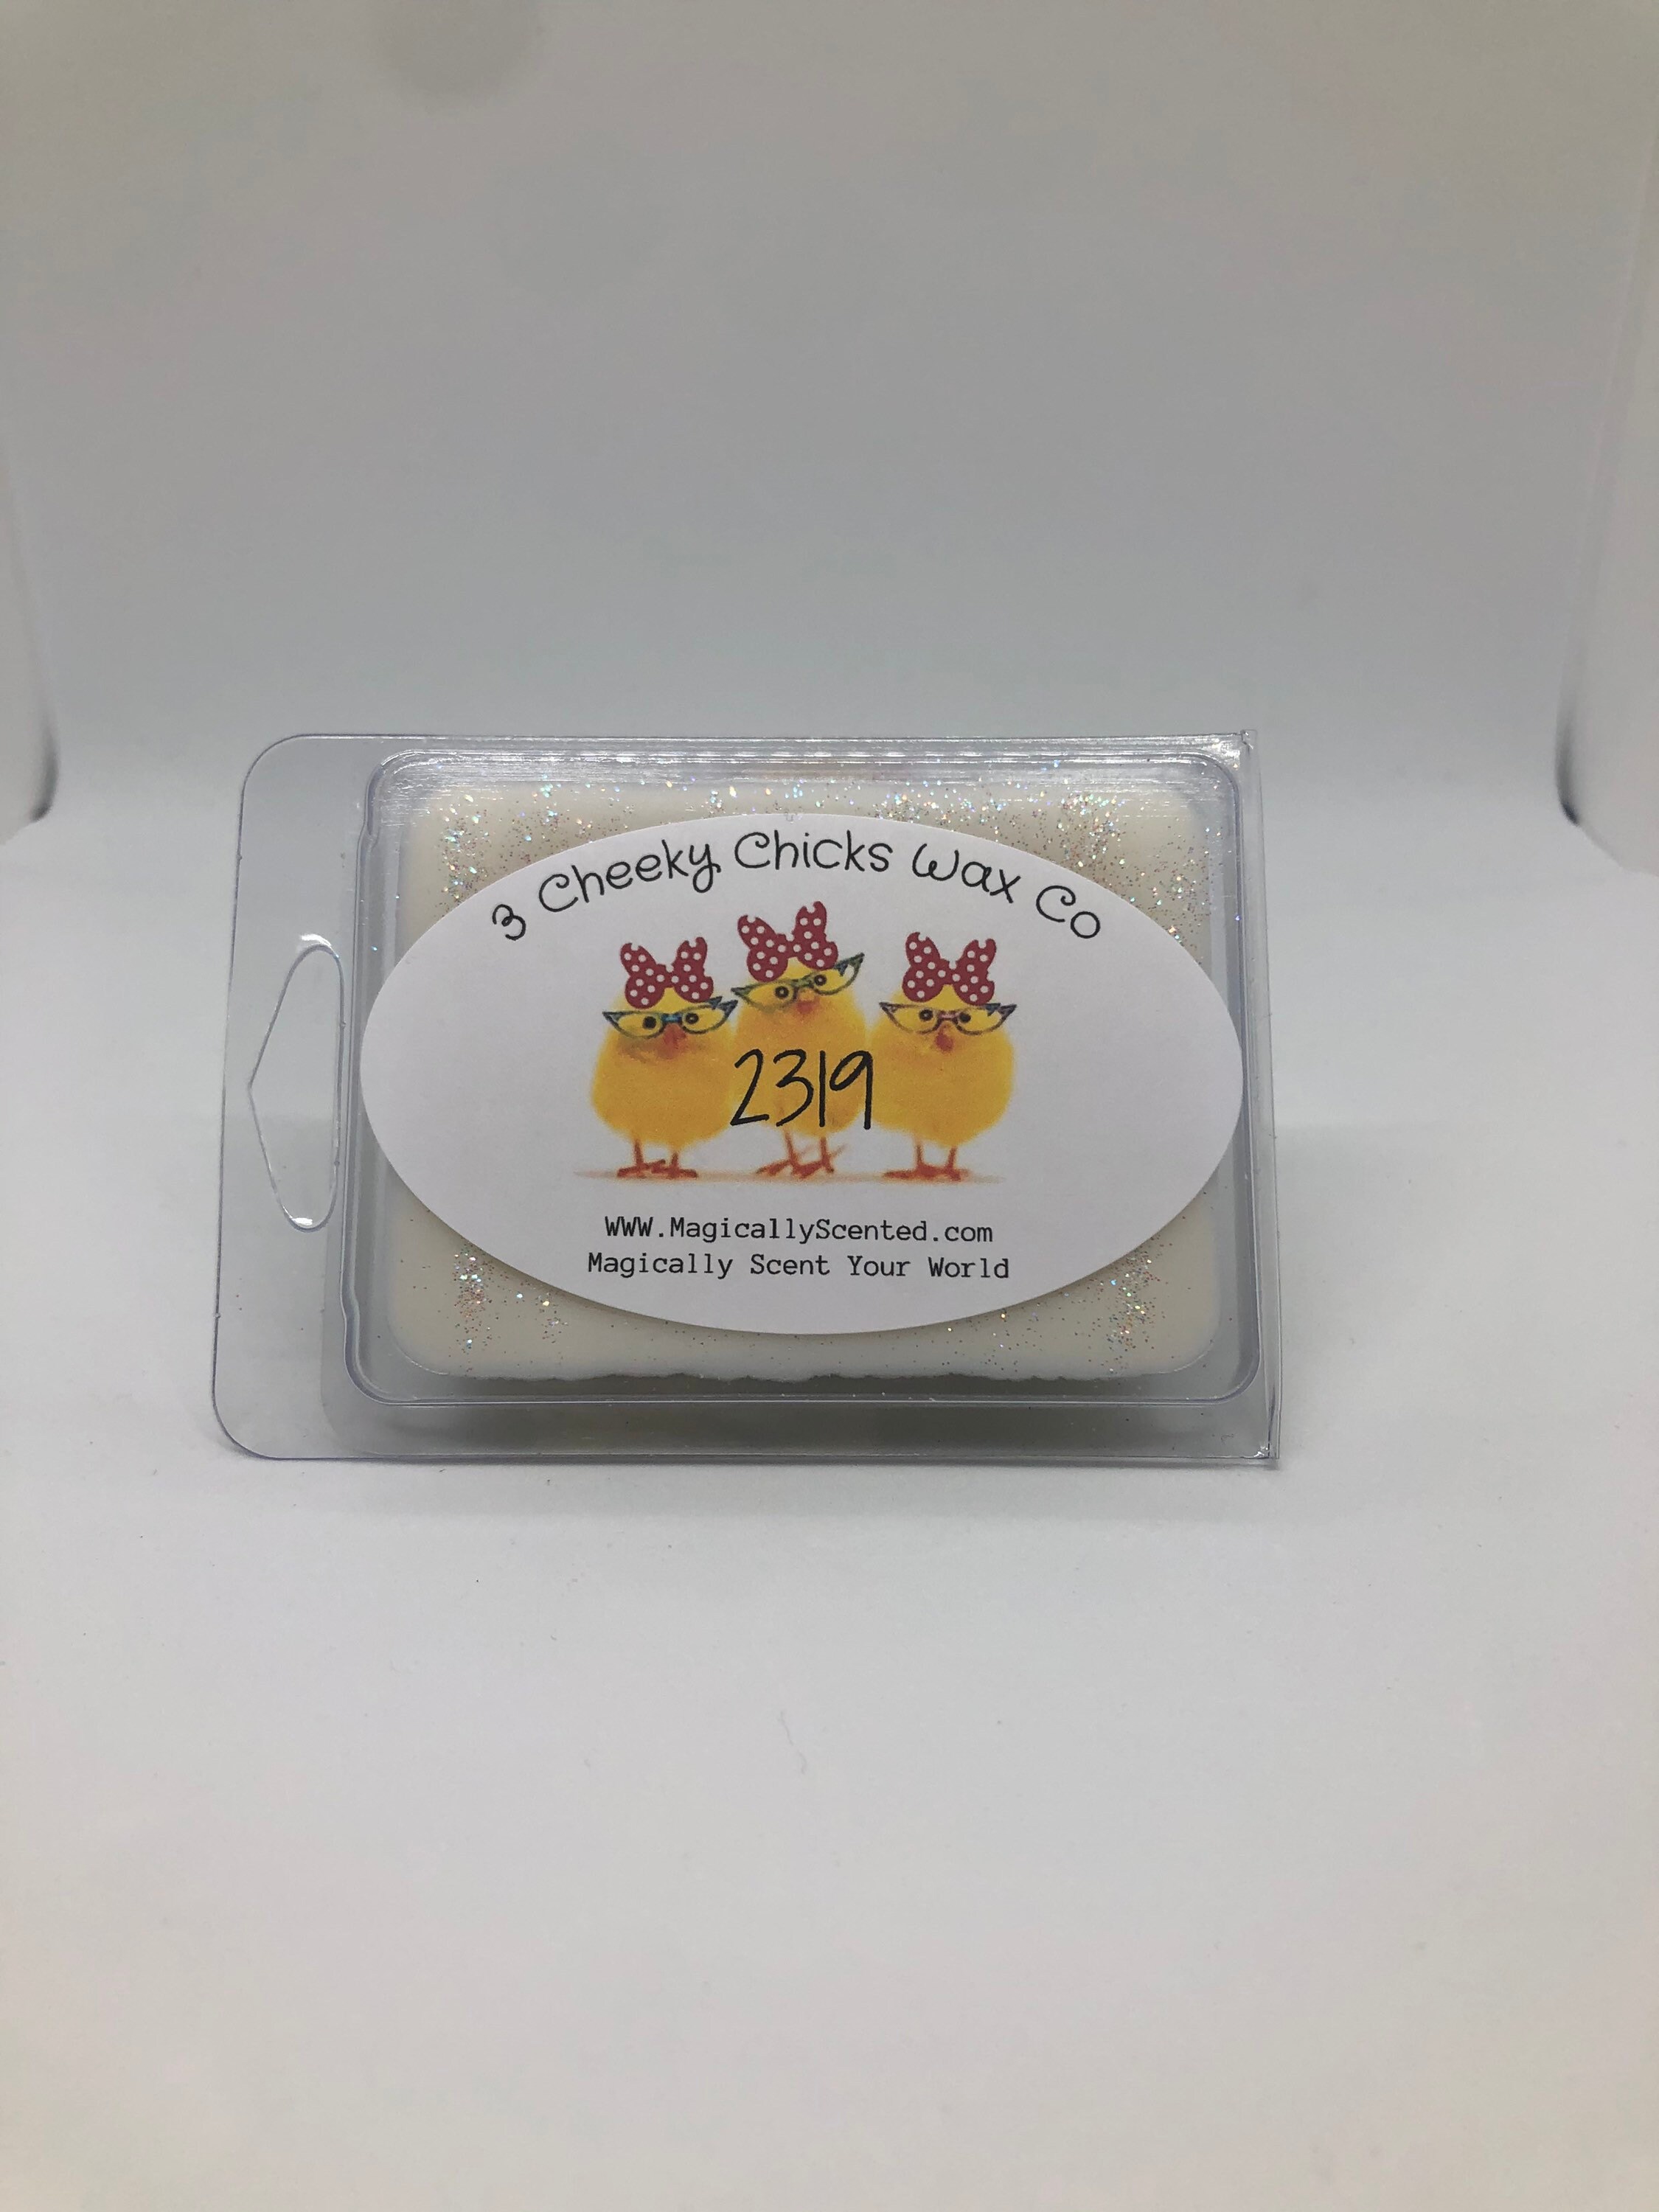 3 Cheeky Chicks Wax Co
2319
WWW.MagicallyScented.com
Magically Scent Your World